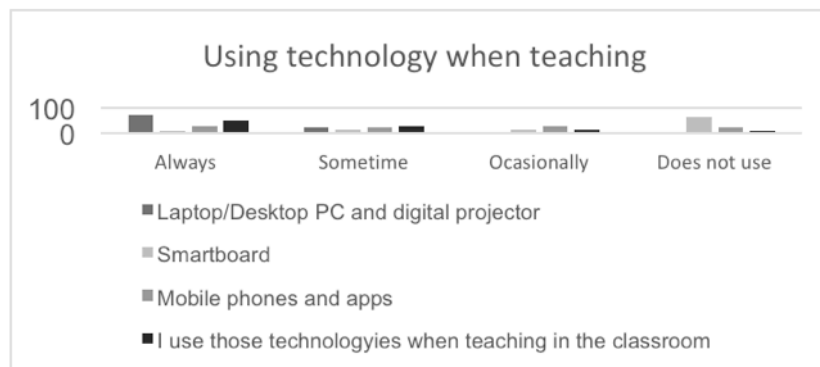 Using technology when teaching
100
0
Always Sometime Ocasionally Does not use
Laptop/Desktop PC and digital projector
Smartboard
Mobile phones and apps
I use those technologyies when teaching in the classroom